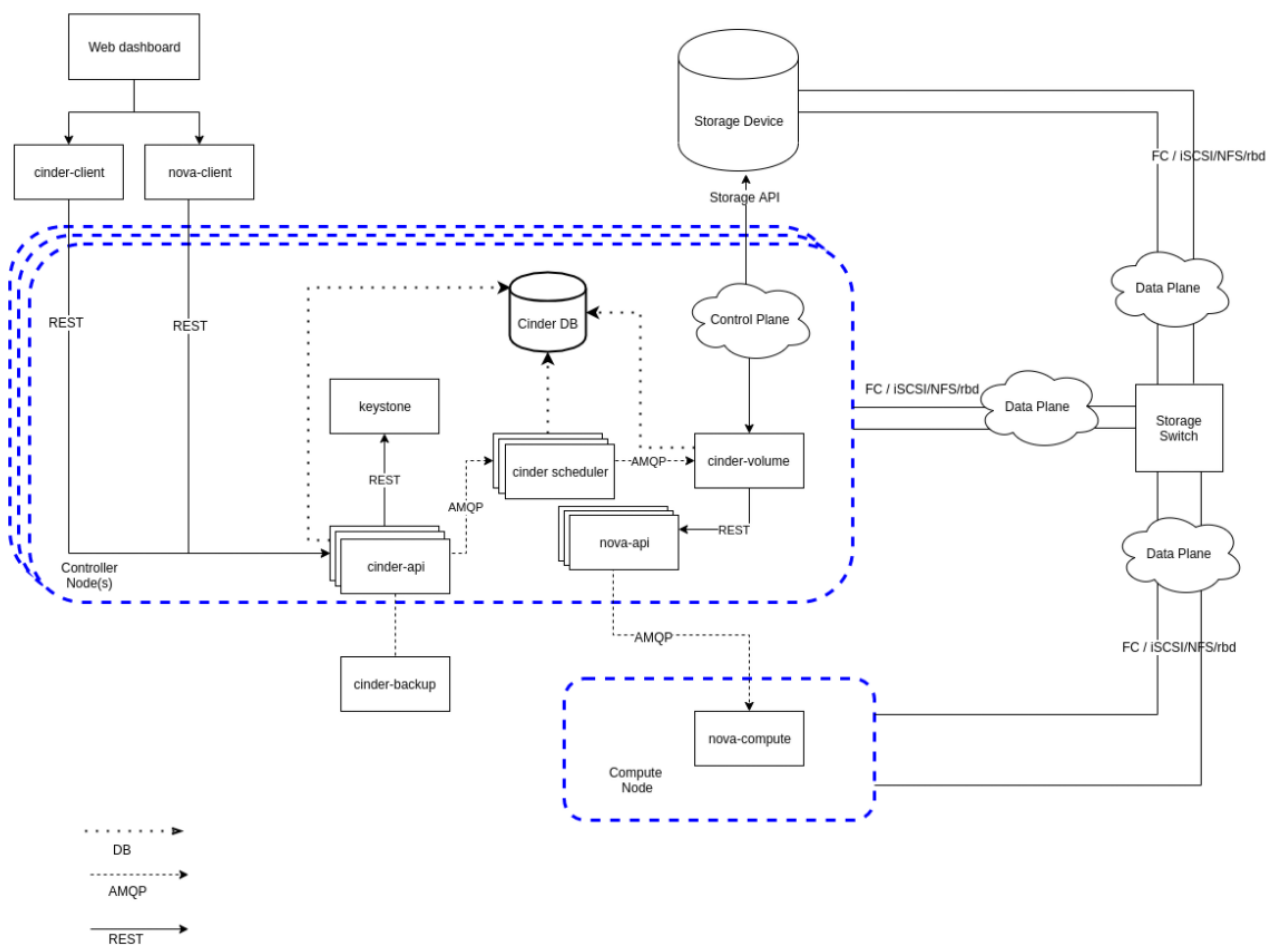 Web dashboard
Storage Device
FC / iSCSI/NFS/rbd
cinder-client
nova-client
Storage API
Data Plane
REST
REST
Cinder DB
Control Plane
keystone
FC / iSCSI/NFS/rbd
Data Plane
Storage
Switch
cinder scheduler
AMQP
cinder-volume
REST
AMQP
REST
nova-api
Data Plane
Controller
Node(s)
cinder-api
AMQP
FC / iSCSI/NFS/rbd
cinder-backup
nova-compute
Compute
Node
DB
AMQP
REST